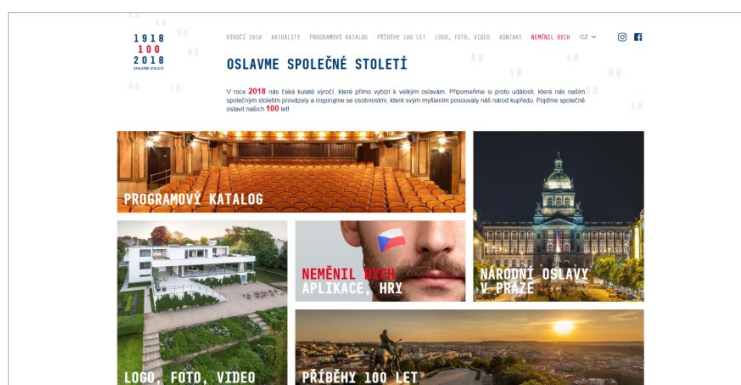 1918
100
2018
SPOLEČNÉ STOLETÍ
VÝROČÍ 2018 AKTUALITY PROGRAMOVÝ KATALOG PŘÍBĚHY 100 LET LOGO, FOTO, VIDEO KONTAKT NEMĚNIL BYCH CZ
OSLAVME SPOLEČNÉ STOLETÍ
V roce 2018 nás čeká kulaté výročí, které přímo vybízí k velkým oslavám. Připomeňme si proto události, které nás naším
společným stoletím provázely a inspirujme se osobnostmi, které svým myšlením posouvaly náš národ kupředu. Pojďme společně
oslavit našich 100 let!
PROGRAMOVÝ KATALOG
NEMĚNIL BYCH
APLIKACE, HRY
NÁRODNÍ OSLAVY
V PRAZE
LOGO, FOTO, VIDEO
PŘÍBĚHY 100 LET